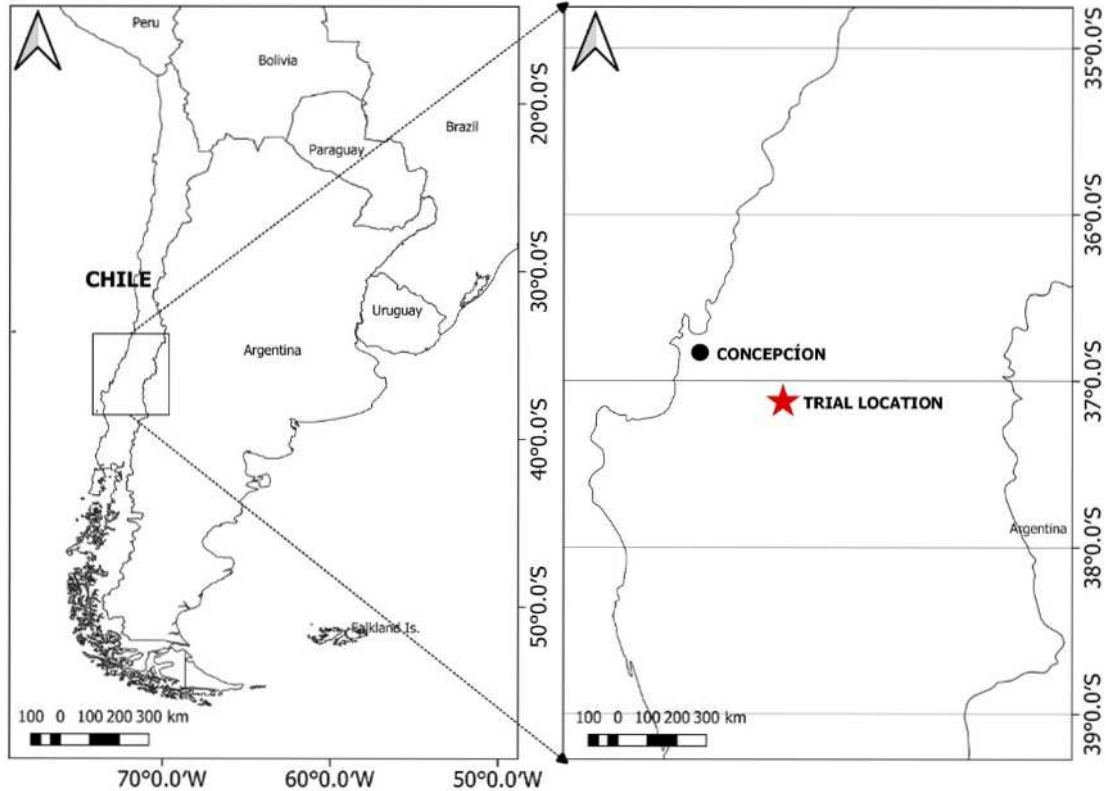 Peru
Bolivia
Brazil
Paraguay
CHILE
Uruguay
Argentina
Falkland Is.
100 0 100 200 300 km
20°0.0'S
30°0.0'S
40°0.0'S
50°0.0'S
70°0.0'W
60°0.0'W
50°0.0'W
CONCEPCÍON
TRIAL LOCATION
Argentina
100 0 100 200 300 km
35°0.0'S
36°0.0'S
37°0.0'S
38°0.0'S
39°0.0'S